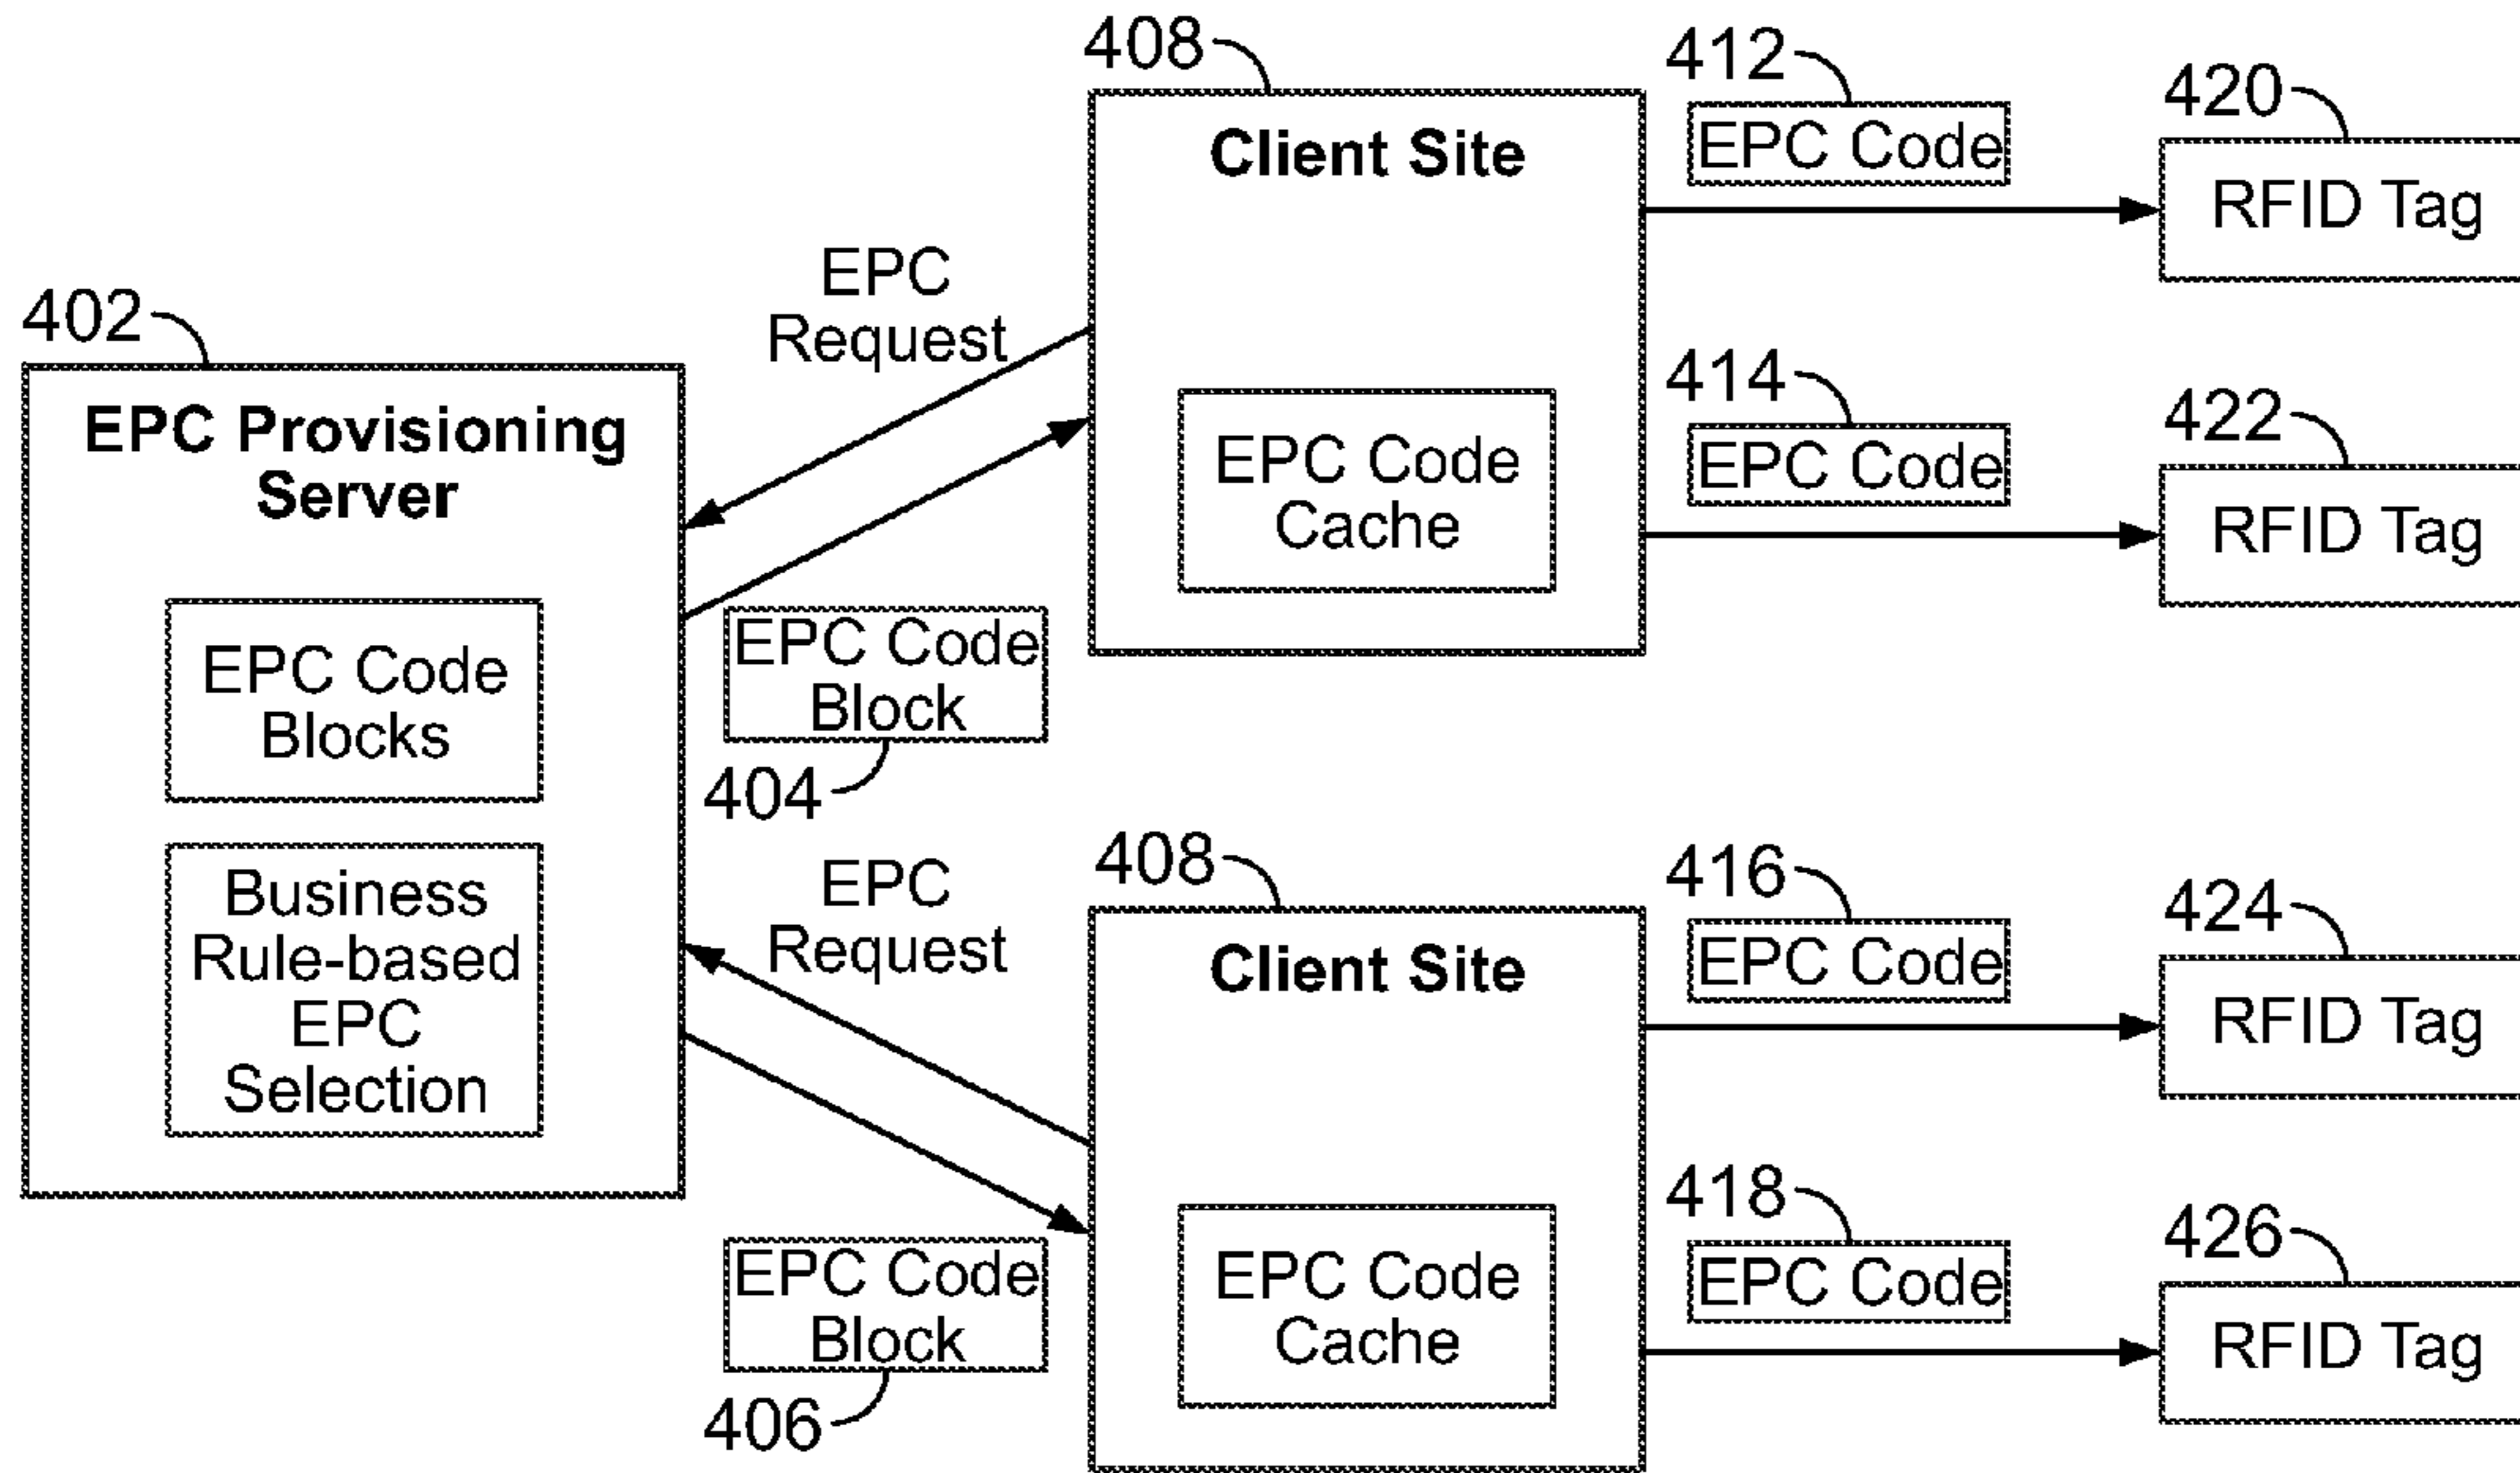 402
EPC Provisioning
Server
EPC Code
Blocks
Business
Rule-based
EPC
Selection
EPC
Request
EPC Code
Block
404
EPC
Request
EPC Code
Block
406
408
Client Site
EPC Code
Cache
408
Client Site
EPC Code
Cache
412
EPC Code
420
RFID Tag
414
EPC Code
422
RFID Tag
416
EPC Code
424
RFID Tag
418
EPC Code
426
RFID Tag